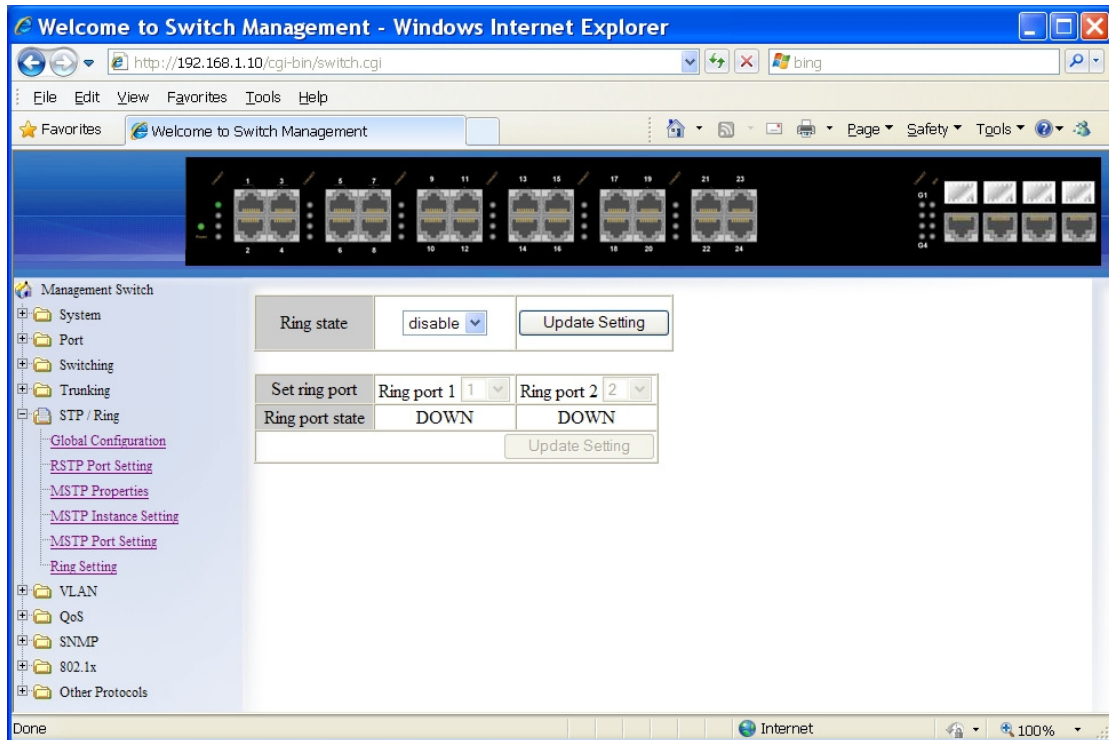 Welcome to Switch Management - Windows Internet Explorer
http://192.168.1.10/cgi-bin/switch.cgi
bing
File Edit View Favorites Tools Help
Favorites
Welcome to Switch Management
Page Safety Tools
1 3 5 7 9 11 13 15 17 19 21 23
G1
2 4 6 8 10 12 14 16 18 20 22 24
G4
Management Switch
System
Port
Switching
Trunking
STP / Ring
Global Configuration
RSTP Port Setting
MSTP Properties
MSTP Instance Setting
MSTP Port Setting
Ring Setting
VLAN
QoS
SNMP
802.1x
Other Protocols
Ring state disable Update Setting
Set ring port Ring port 1 1 Ring port 2 2
Ring port state DOWN DOWN
Update Setting
Done Internet 100%